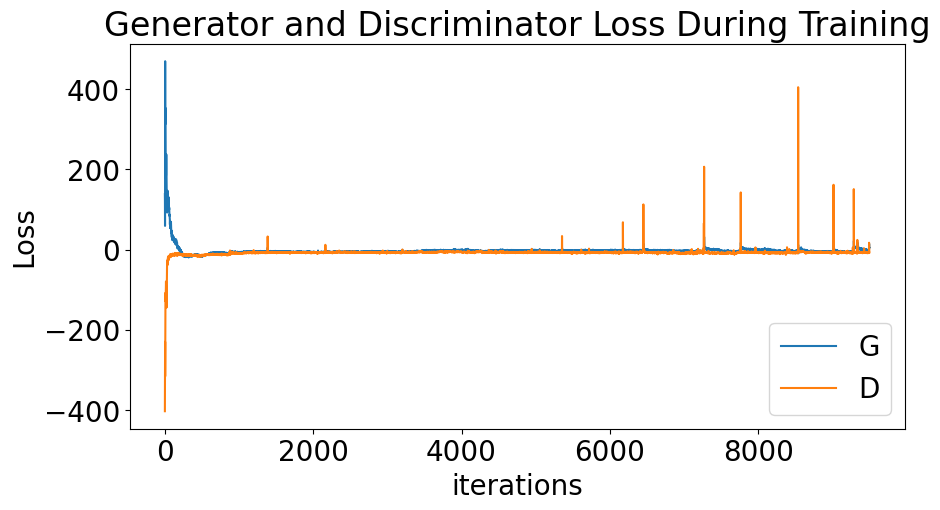 Generator and Discriminator Loss During Training
400
200
0
−200
−400
Loss
0 2000 4000 6000 8000
iterations
G
D